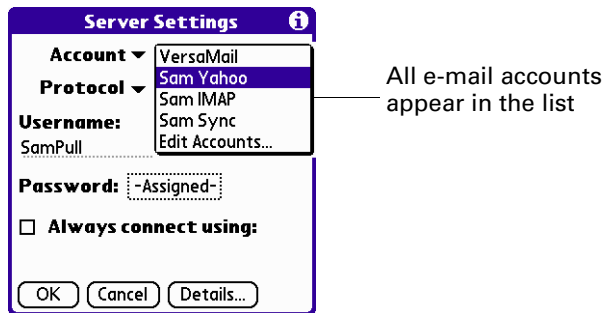 Server Settings
Account
VersaMail
Sam Yahoo
Sam IMAP
Sam Sync
Edit Accounts...
Protocol
Username:
SamPull
Password: -Assigned-
Always connect using:
OK Cancel Details...
All e-mail accounts
appear in the list